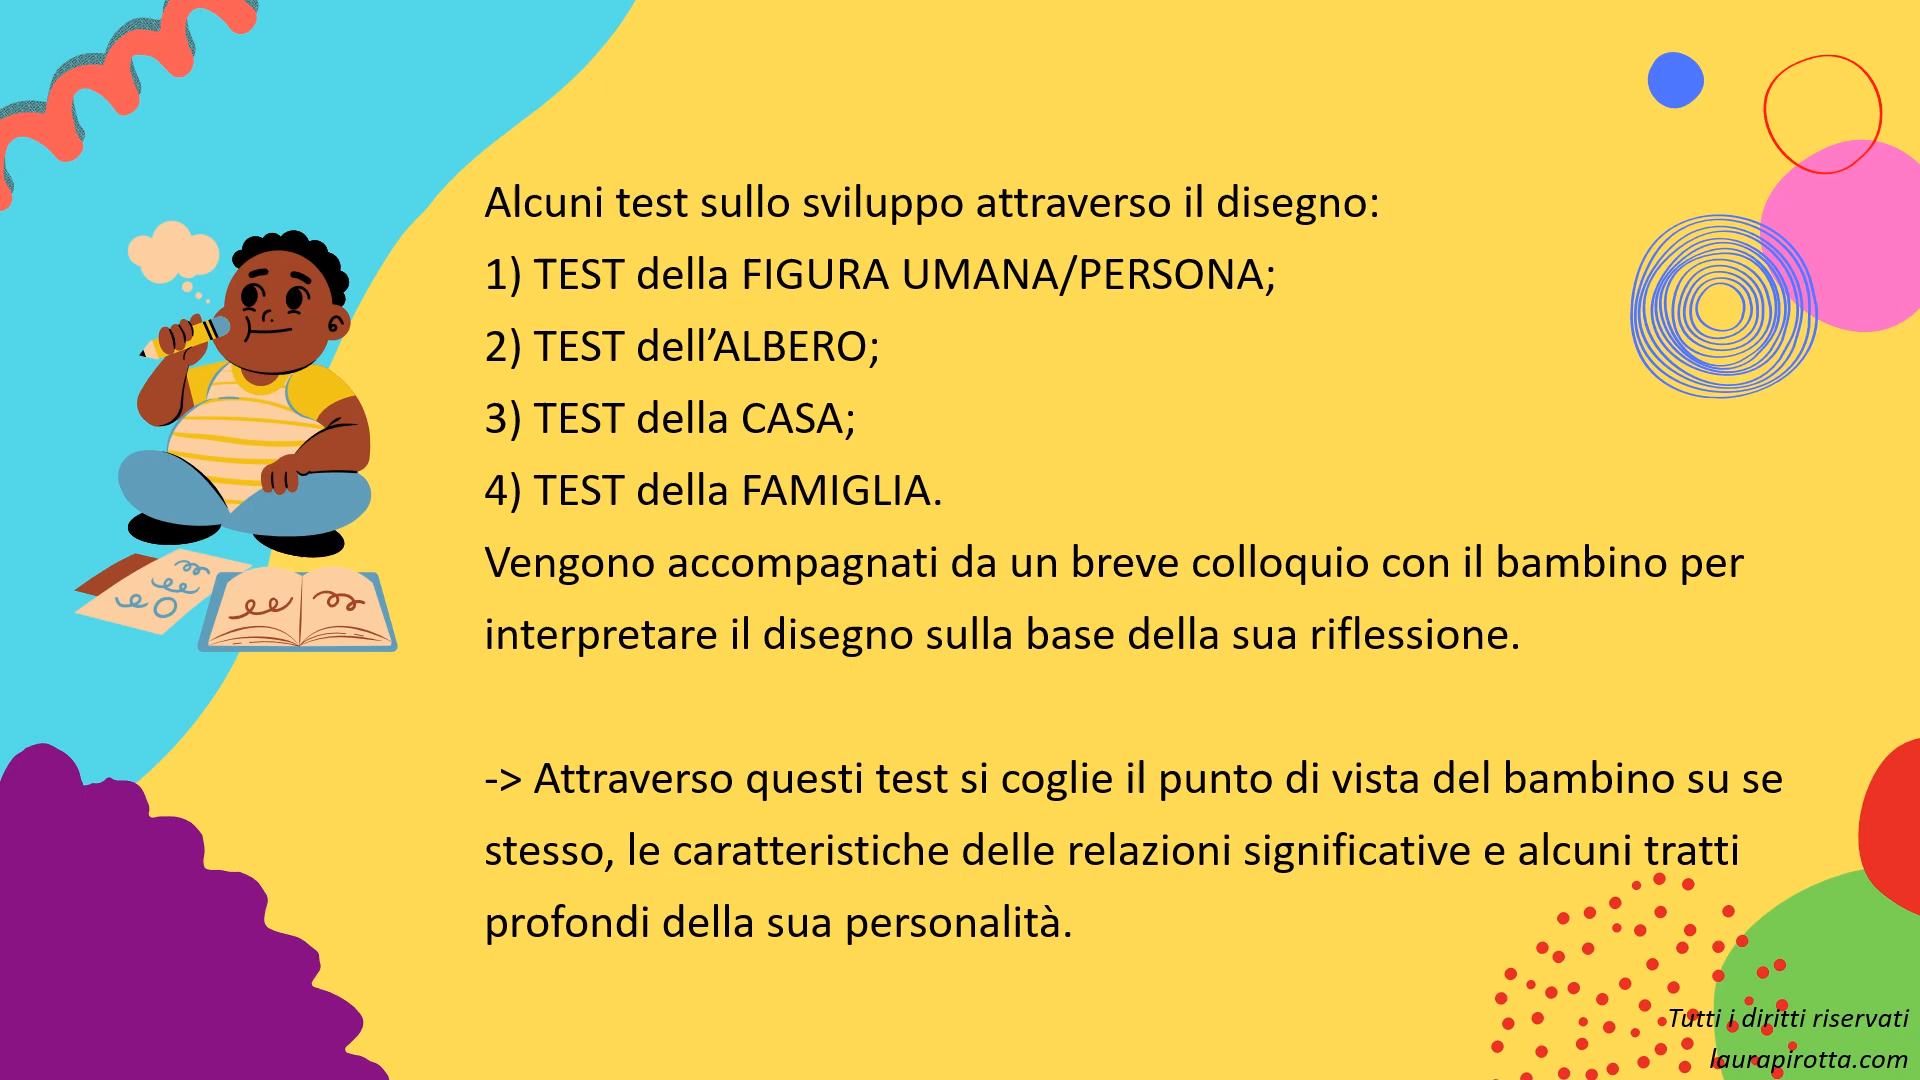 Alcuni test sullo sviluppo attraverso il disegno:
1) TEST della FIGURA UMANA/PERSONA;
2) TEST dell’ALBERO;
3) TEST della CASA;
4) TEST della FAMIGLIA.
Vengono accompagnati da un breve colloquio con il bambino per
interpretare il disegno sulla base della sua riflessione.
-> Attraverso questi test si coglie il punto di vista del bambino su se
stesso, le caratteristiche delle relazioni significative e alcuni tratti
profondi della sua personalità.
Tutti i diritti riservati
laurapirotta.com